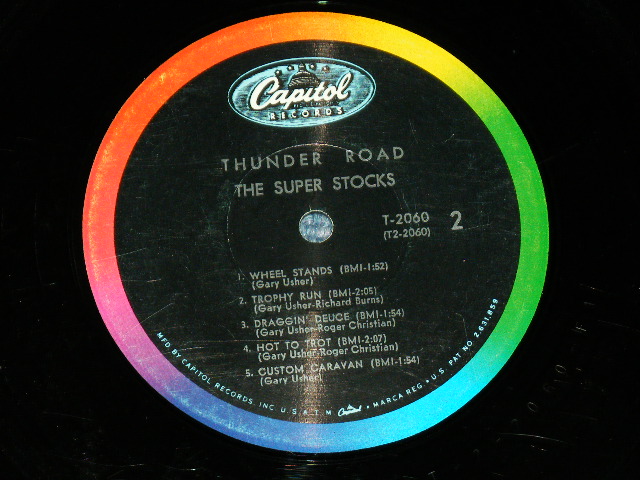 Capitol
RECORDS
THUNDER ROAD
THE SUPER STOCKS
T-2060
(T2-2060)
2
1. WHEEL STANDS (BMI-1:52)
(Gary Usher)
2. TROPHY RUN (BMI-2:05)
(Gary Usher-Richard Burns)
3. DRAGGIN' DEUCE (BMI-1:54)
(Gary Usher-Roger Christian)
4. HOT TO TROT (BMI-2:07)
(Gary Usher-Roger Christian)
5. CUSTOM CARAVAN (BMI-1:54)
(Gary Usher)
MFD. BY CAPITOL RECORDS, INC. U.S.A. T.M. Capitol • MARCA REG. • U.S. PAT. NO. 2,631,859